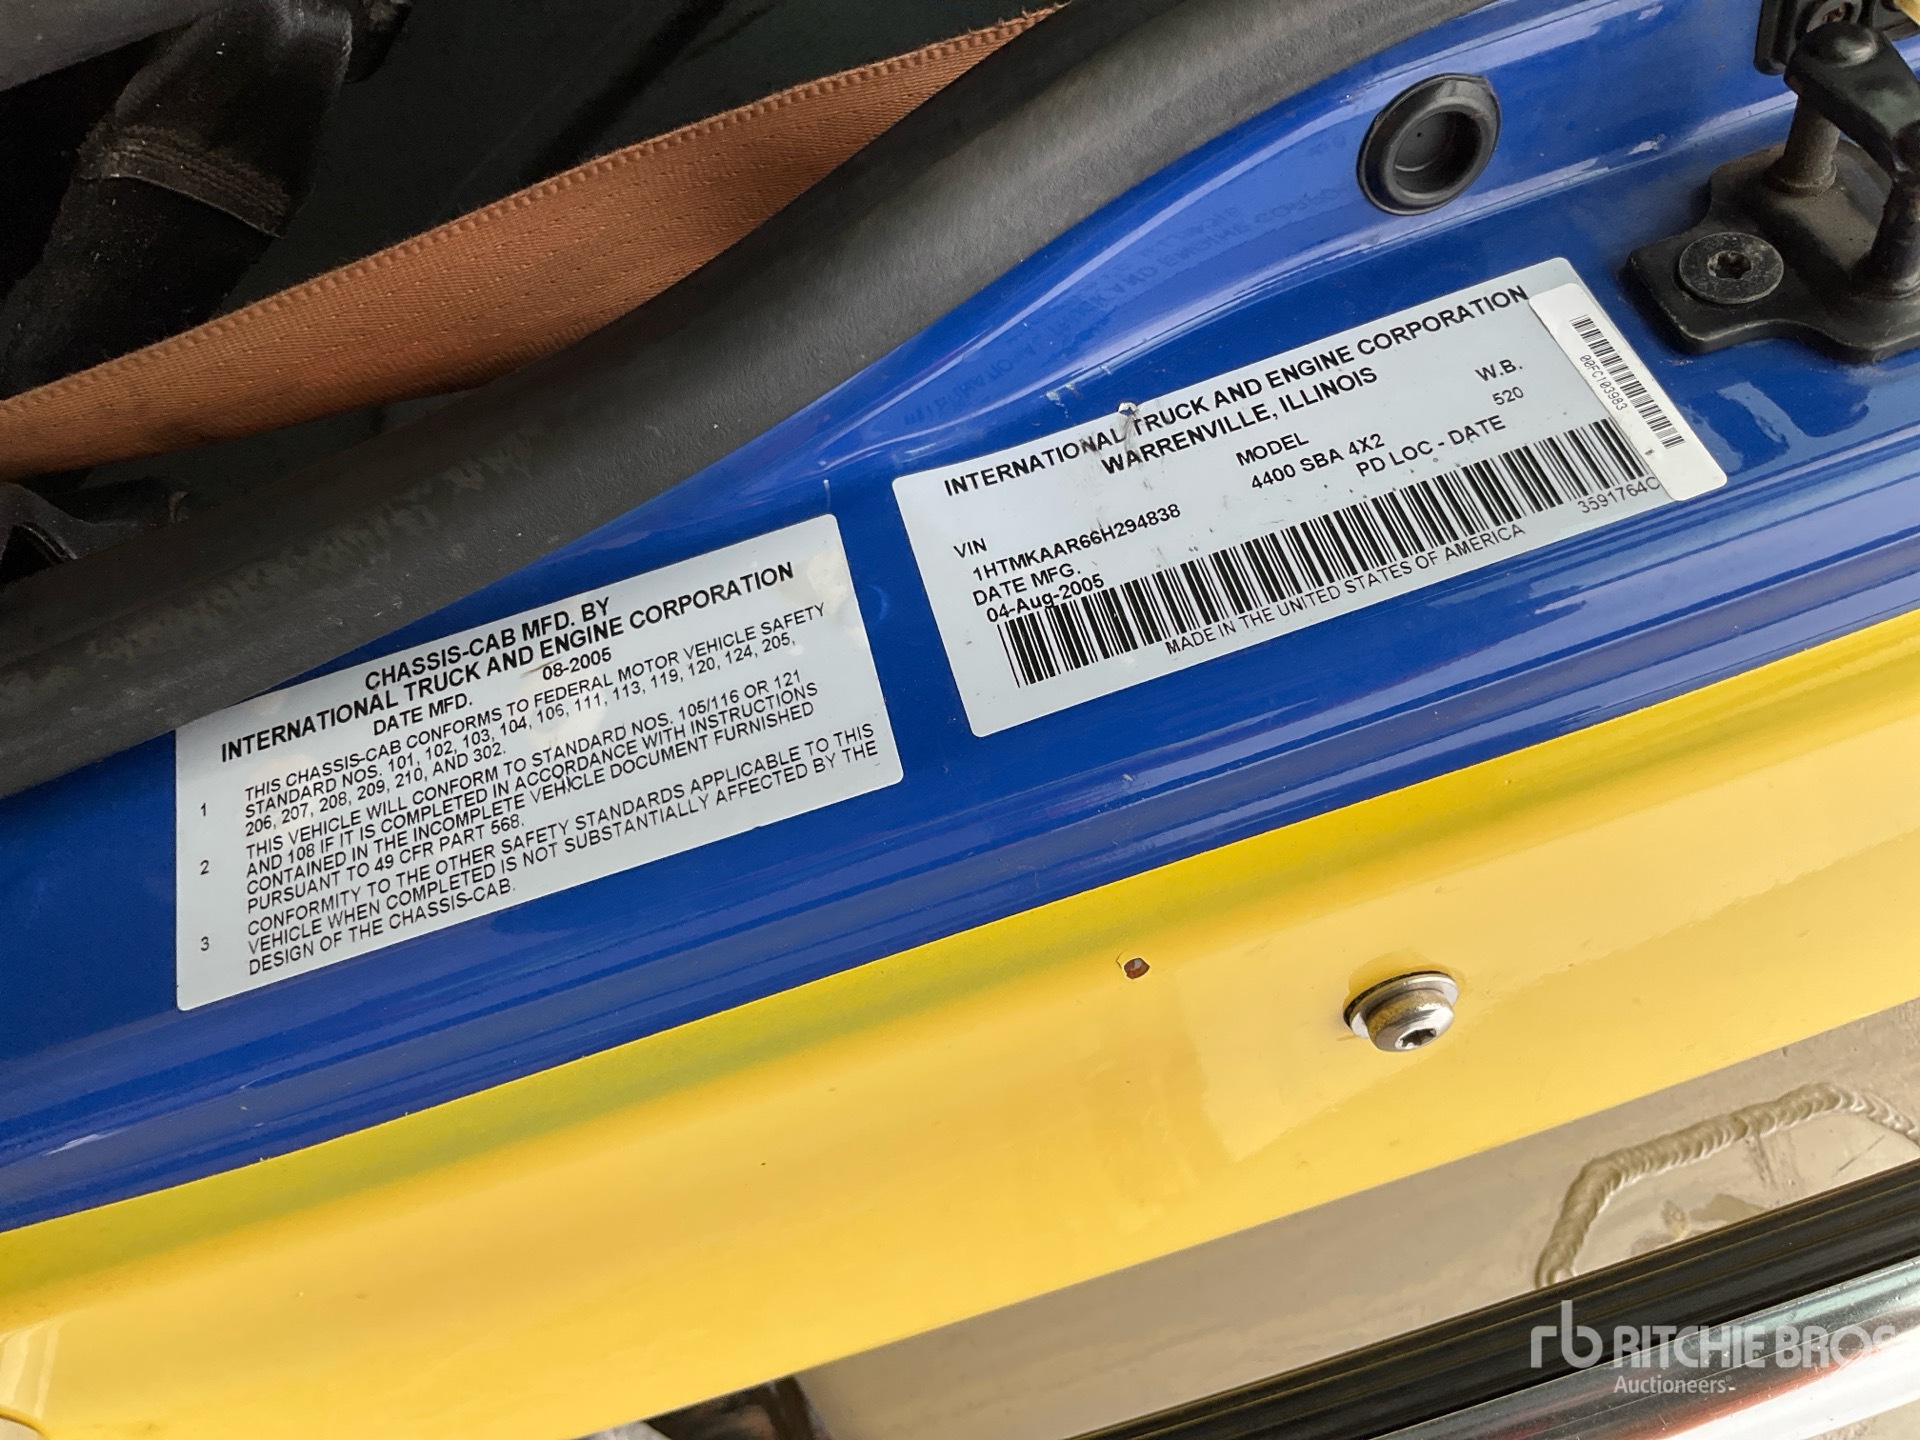 INTERNATIONAL TRUCK AND ENGINE CORPORATION
WARRENVILLE, ILLINOIS
VIN MODEL W.B.
1HTMKAAR66H294838 4400 SBA 4X2 520
DATE MFG. PD LOC - DATE
04-Aug-2005
3591764C
MADE IN THE UNITED STATES OF AMERICA
00FC103983
CHASSIS-CAB MFD. BY
INTERNATIONAL TRUCK AND ENGINE CORPORATION
DATE MFD. 08-2005
1 THIS CHASSIS-CAB CONFORMS TO FEDERAL MOTOR VEHICLE SAFETY
STANDARD NOS. 101, 102, 103, 104, 106, 111, 113, 119, 120, 124, 205,
206, 207, 208, 209, 210, AND 302.
2 THIS VEHICLE WILL CONFORM TO STANDARD NOS. 105/116 OR 121
AND 108 IF IT IS COMPLETED IN ACCORDANCE WITH INSTRUCTIONS
CONTAINED IN THE INCOMPLETE VEHICLE DOCUMENT FURNISHED
PURSUANT TO 49 CFR PART 568.
3 CONFORMITY TO THE OTHER SAFETY STANDARDS APPLICABLE TO THIS
VEHICLE WHEN COMPLETED IS NOT SUBSTANTIALLY AFFECTED BY THE
DESIGN OF THE CHASSIS-CAB.
rb RITCHIE BROS
Auctioneers